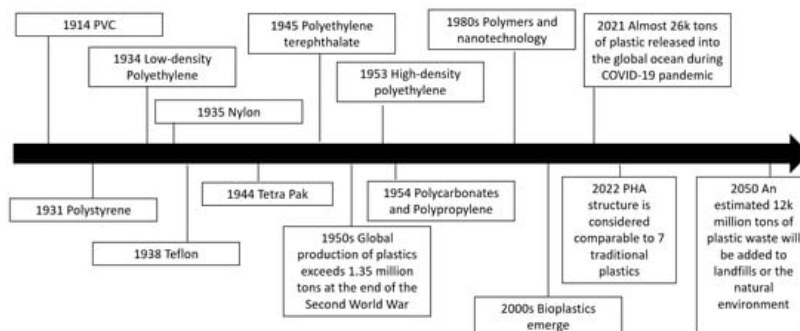 1914 PVC
1934 Low-density
Polyethylene
1935 Nylon
1945 Polyethylene
terephthalate
1953 High-density
polyethylene
1980s Polymers and
nanotechnology
2021 Almost 26k tons
of plastic released into
the global ocean during
COVID-19 pandemic
1931 Polystyrene
1938 Teflon
1944 Tetra Pak
1950s Global
production of plastics
exceeds 1.35 million
tons at the end of the
Second World War
1954 Polycarbonates
and Polypropylene
2000s Bioplastics
emerge
2022 PHA
structure is
considered
comparable to 7
traditional
plastics
2050 An
estimated 12k
million tons of
plastic waste will
be added to
landfills or the
natural
environment